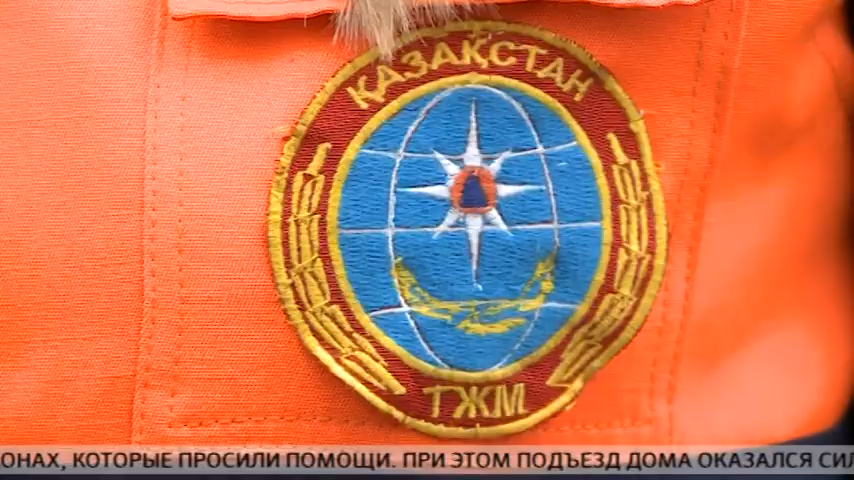 ҚАЗАҚСТАН
ТЖМ
ОНАХ, КОТОРЫЕ ПРОСИЛИ ПОМОЩИ. ПРИ ЭТОМ ПОДЪЕЗД ДОМА ОКАЗАЛСЯ СИЛ